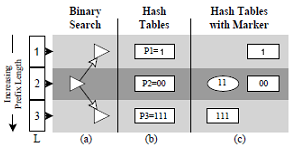 Binary Search
Hash Tables
Hash Tables with Marker
Increasing Prefix Length
1
P1=1
1
2
P2=00
11
00
3
P3=111
111
L
(a)
(b)
(c)